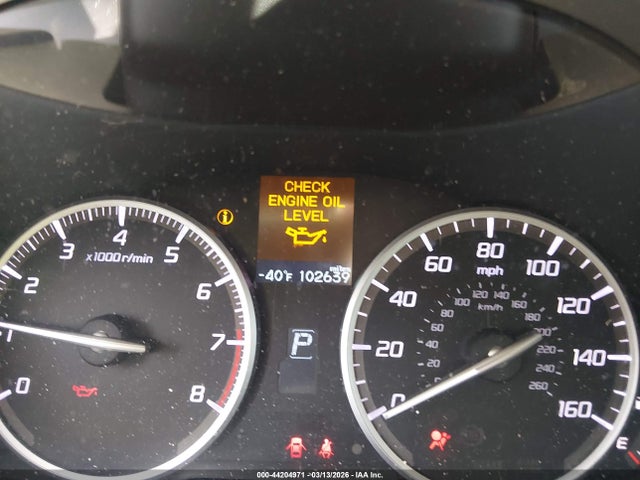 CHECK
ENGINE OIL
LEVEL
i
-40°F 102639
miles
P
0 1 2 3 4 5 6 7 8
x1000r/min
0 20 40 60 80 100 120 140 160
mph
20 40 60 80 100 120 140 160 180 200 220 240 260
km/h
E
000-44204971 · 03/13/2026 · © IAA Inc.